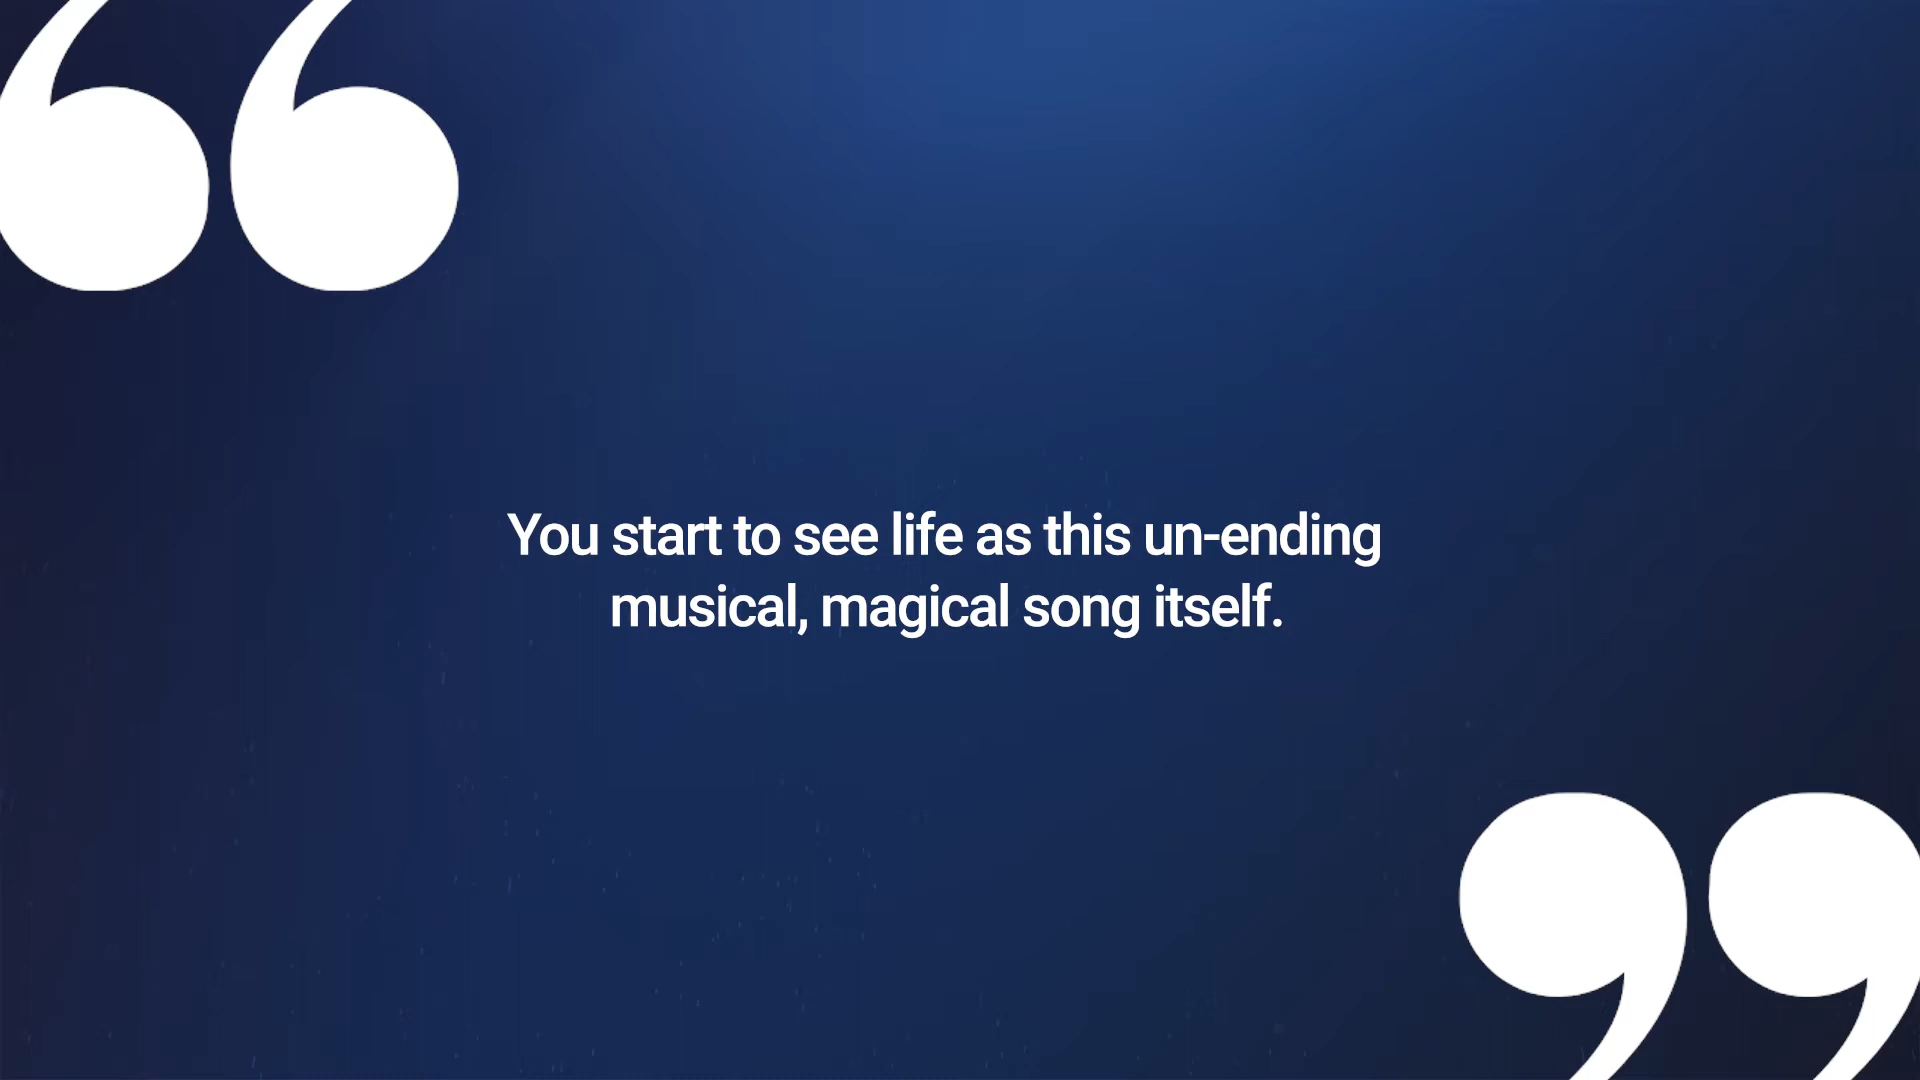 “
You start to see life as this un-ending
musical, magical song itself.
”